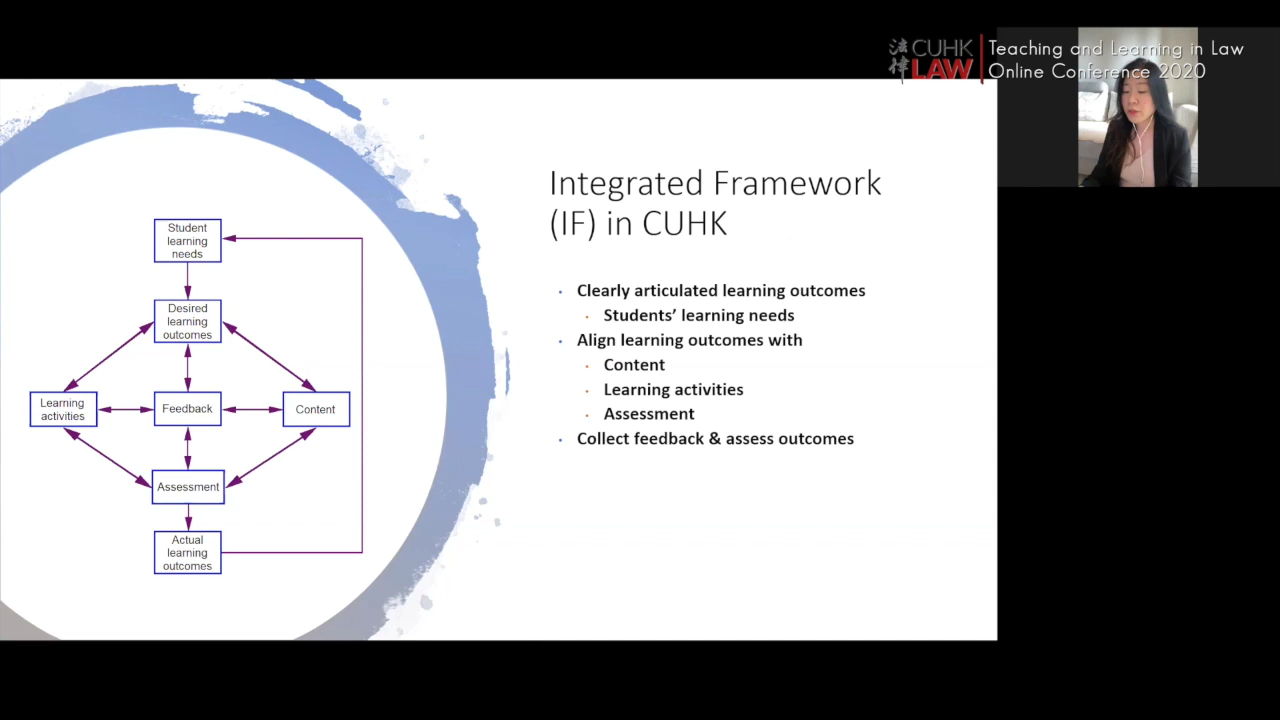 法律
CUHK
LAW
Teaching and Learning in Law
Online Conference 2020
Integrated Framework
(IF) in CUHK
Clearly articulated learning outcomes
Students’ learning needs
Align learning outcomes with
Content
Learning activities
Assessment
Collect feedback & assess outcomes
Student
learning
needs
Desired
learning
outcomes
Learning
activities
Feedback
Content
Assessment
Actual
learning
outcomes